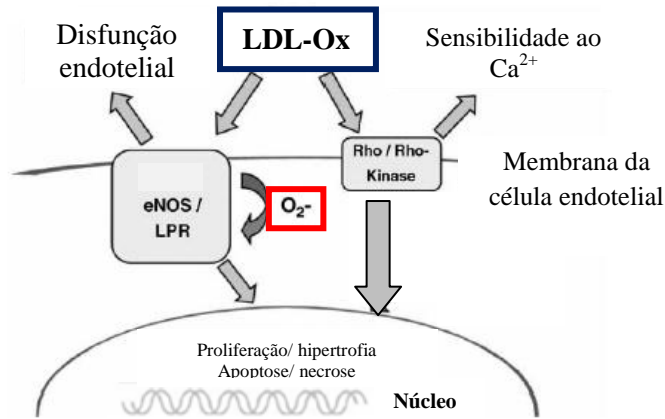 Disfunção
endotelial
LDL-Ox
Sensibilidade ao
Ca²⁺
Rho / Rho-
Kinase
Membrana da
célula endotelial
eNOS /
LPR
O₂-
Proliferação/ hipertrofia
Apoptose/ necrose
Núcleo